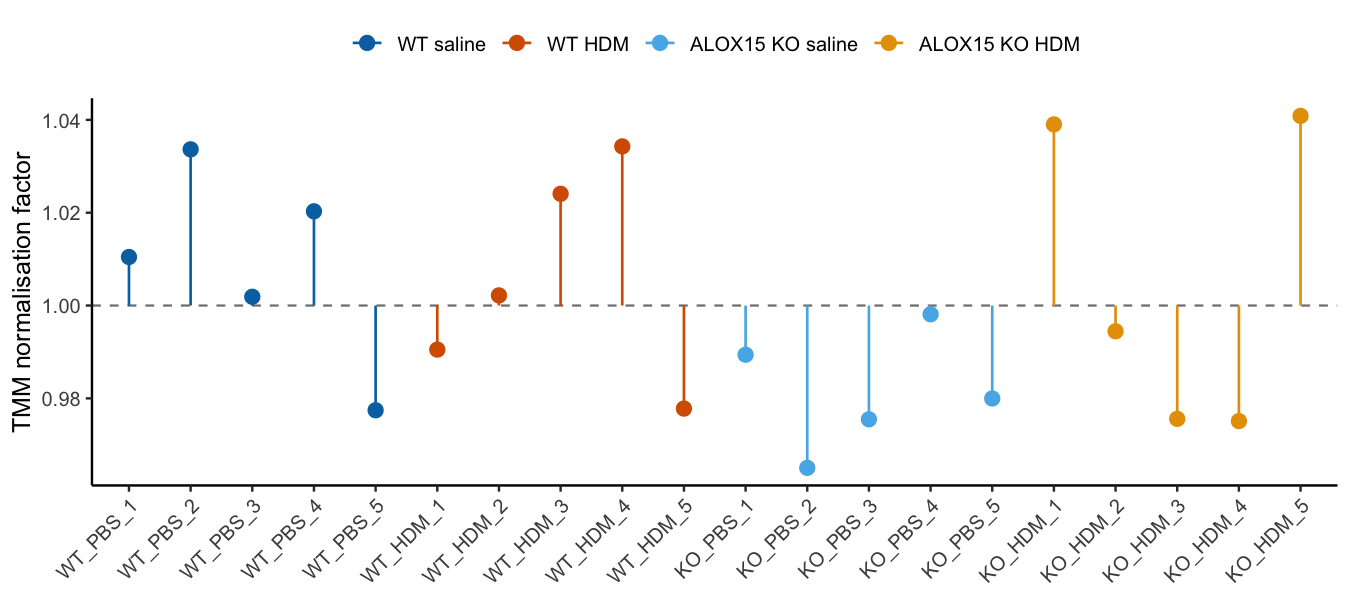 WT saline WT HDM ALOX15 KO saline ALOX15 KO HDM
TMM normalisation factor
1.04
1.02
1.00
0.98
WT_PBS_1 WT_PBS_2 WT_PBS_3 WT_PBS_4 WT_PBS_5 WT_HDM_1 WT_HDM_2 WT_HDM_3 WT_HDM_4 WT_HDM_5 KO_PBS_1 KO_PBS_2 KO_PBS_3 KO_PBS_4 KO_PBS_5 KO_HDM_1 KO_HDM_2 KO_HDM_3 KO_HDM_4 KO_HDM_5